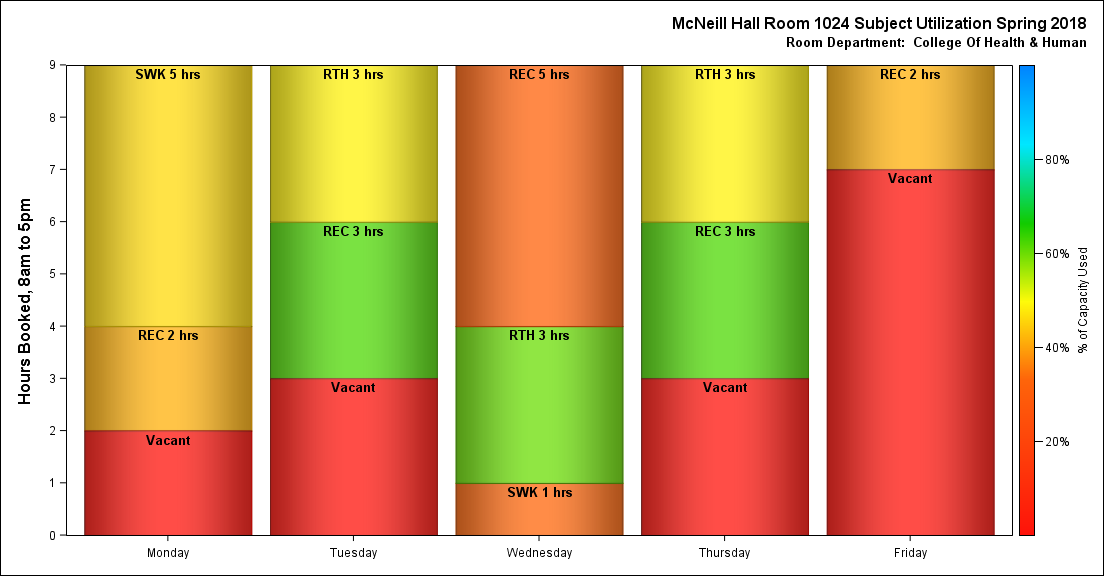 McNeill Hall Room 1024 Subject Utilization Spring 2018
Room Department:  College Of Health & Human
Hours Booked, 8am to 5pm
9
8
7
6
5
4
3
2
1
0
SWK 5 hrs
REC 2 hrs
Vacant
RTH 3 hrs
REC 3 hrs
Vacant
REC 5 hrs
RTH 3 hrs
SWK 1 hrs
RTH 3 hrs
REC 3 hrs
Vacant
REC 2 hrs
Vacant
Monday
Tuesday
Wednesday
Thursday
Friday
80%
60%
40%
20%
% of Capacity Used